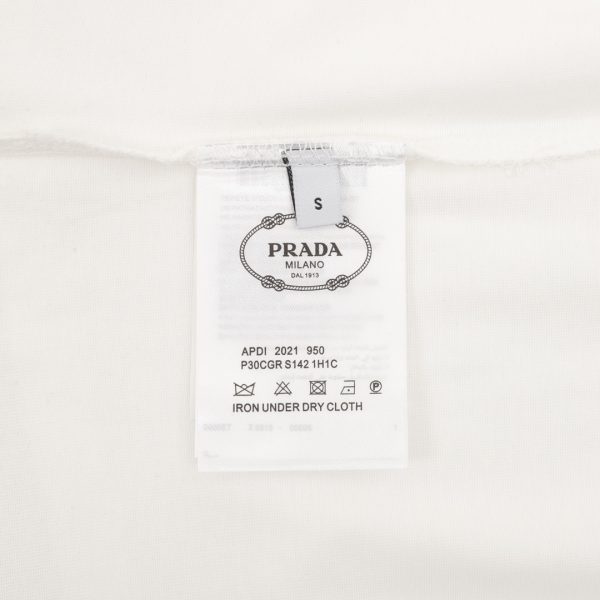 S
PRADA
MILANO
DAL 1913
APDI 2021 950
P30CGR S142 1H1C
IRON UNDER DRY CLOTH